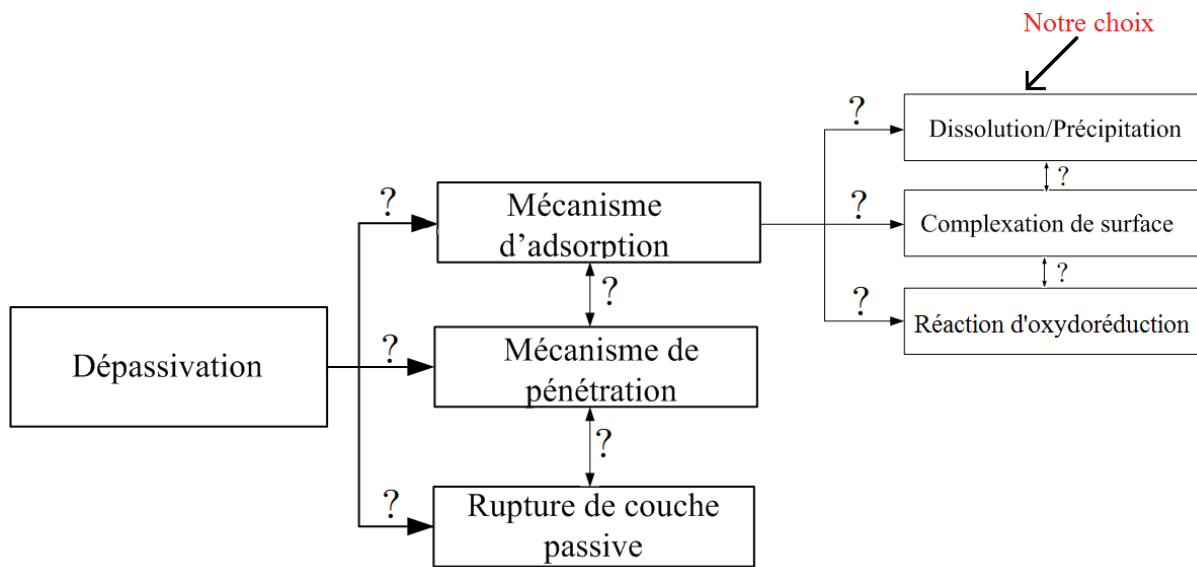 Notre choix
?
Dissolution/Précipitation
?
?
Mécanisme
d’adsorption
?
Complexation de surface
?
?
?
Réaction d'oxydoréduction
Dépassivation
?
Mécanisme de
pénétration
?
?
Rupture de couche
passive